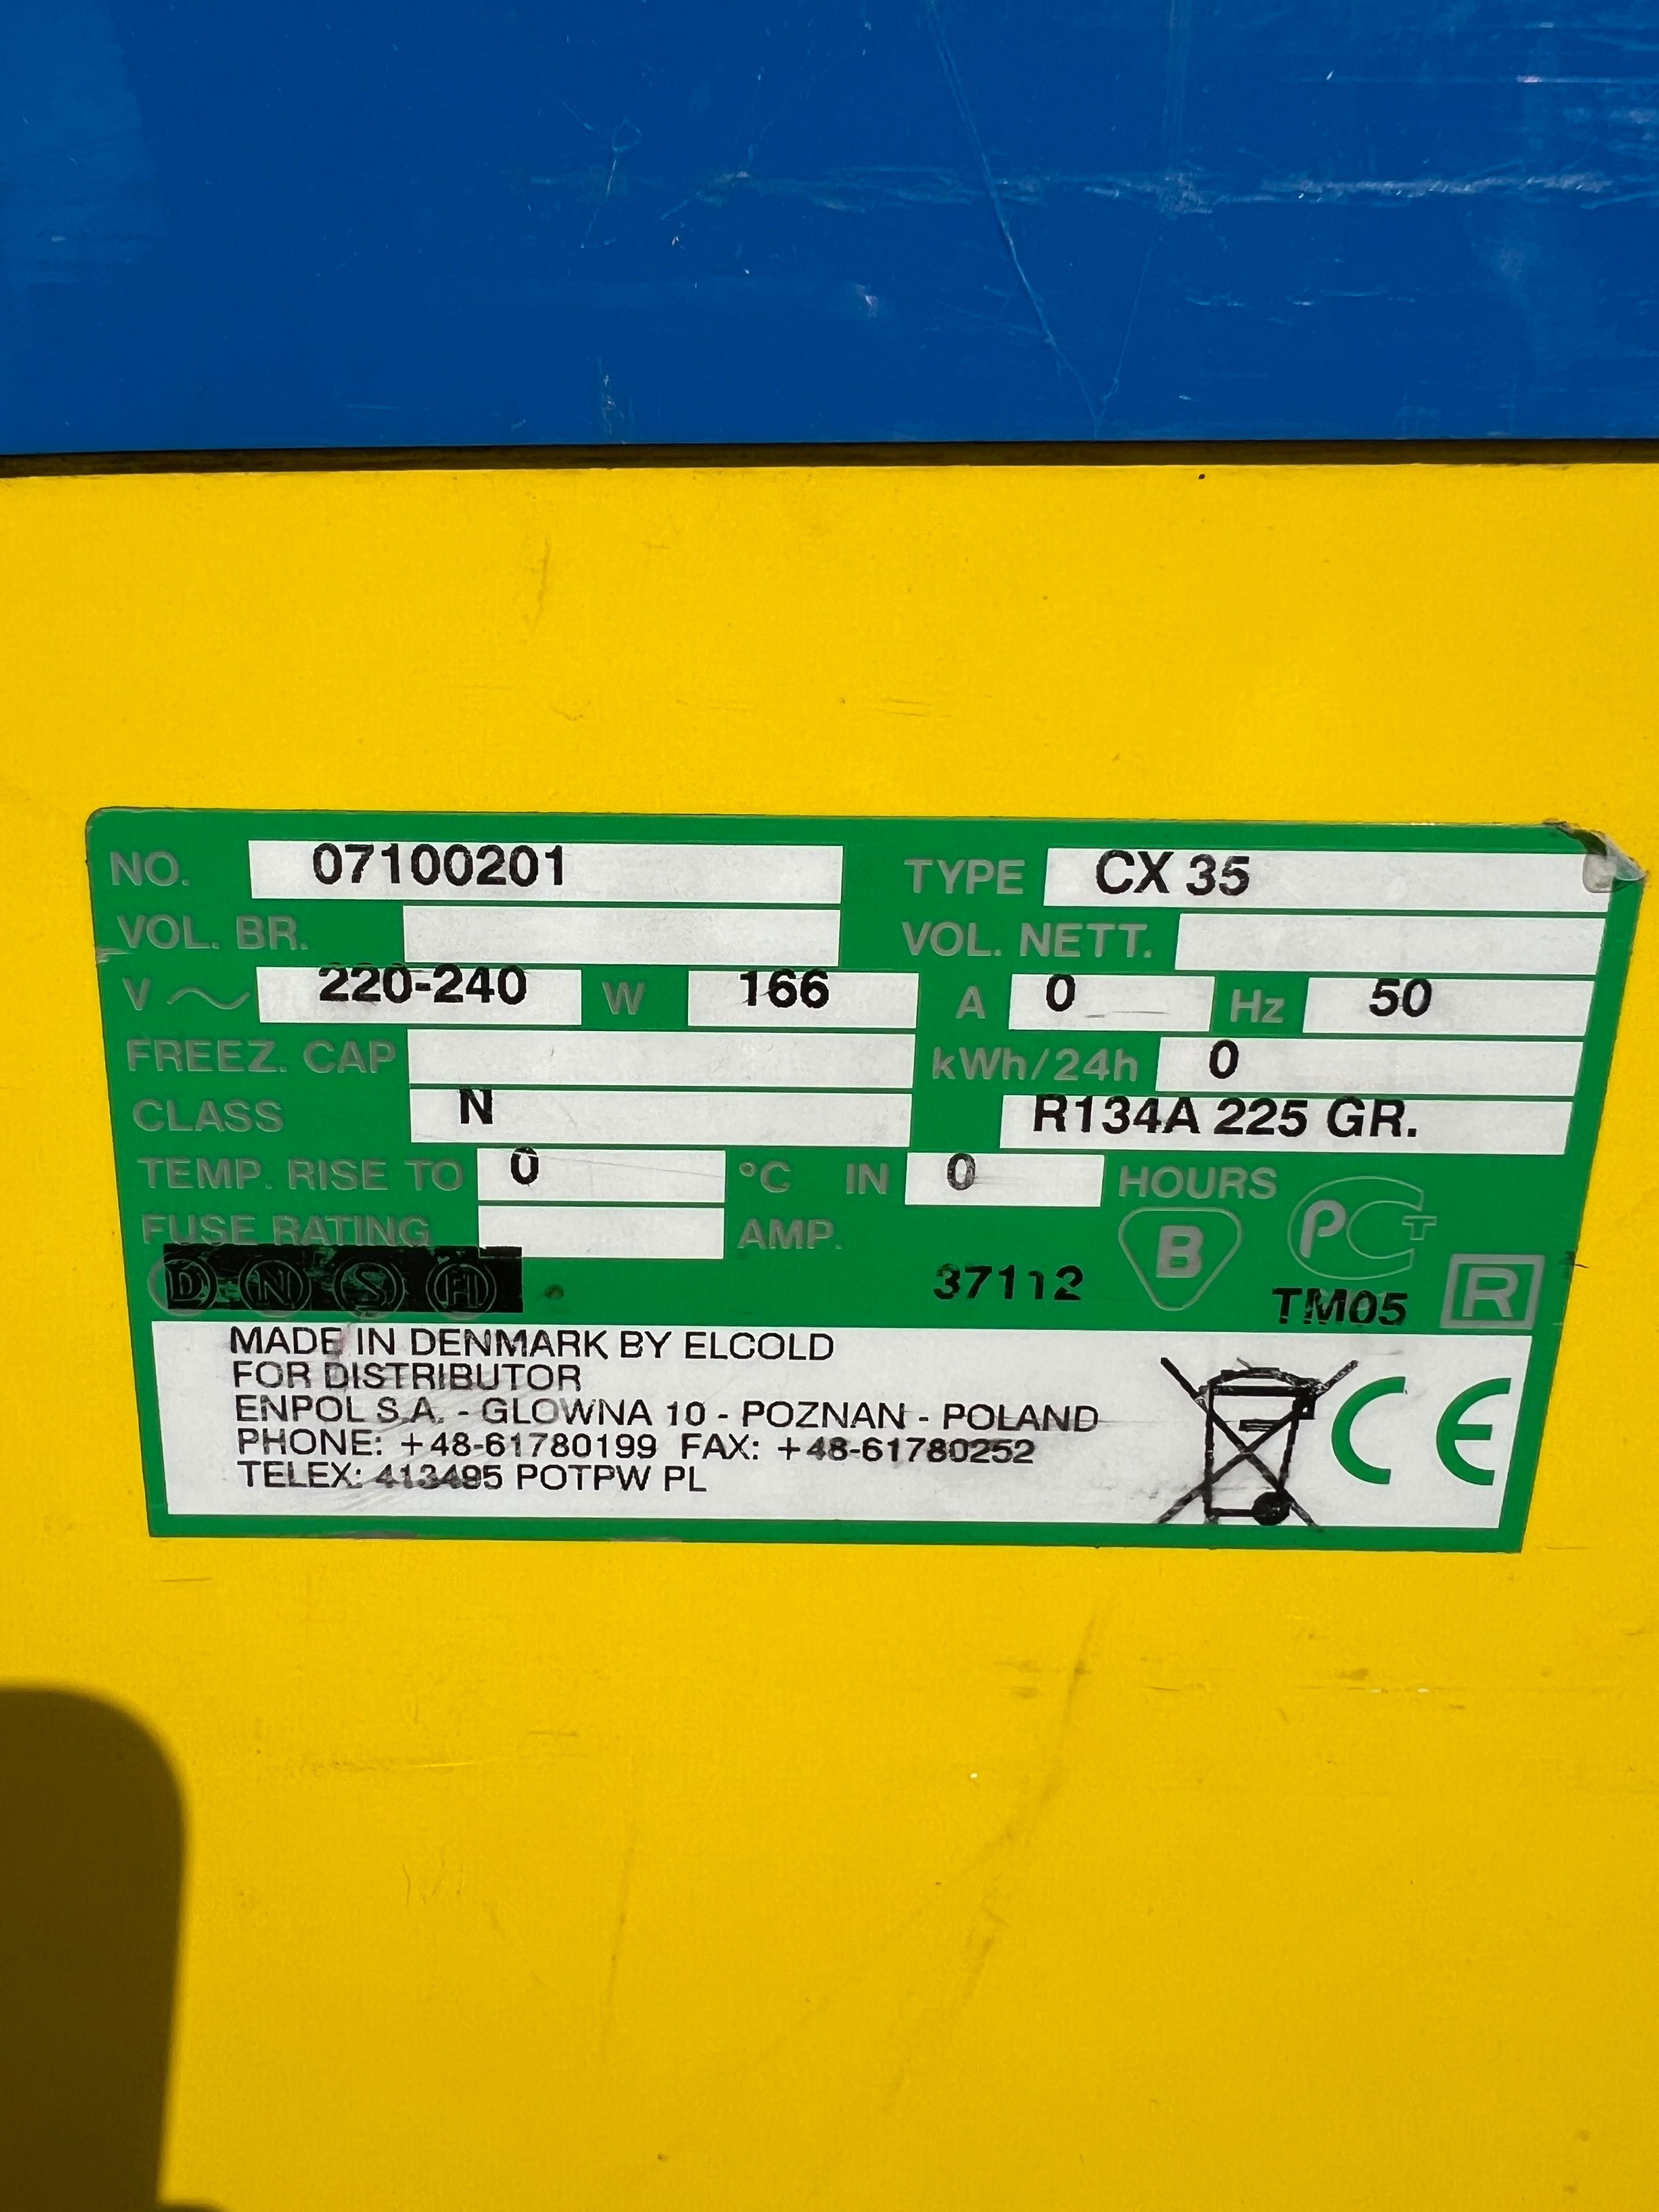 NO. 07100201 TYPE CX 35
VOL. BR. VOL. NETT.
V ~ 220-240 W 166 A 0 Hz 50
FREEZ. CAP kWh/24h 0
CLASS N R134A 225 GR.
TEMP. RISE TO 0 °C IN 0 HOURS
FUSE RATING AMP.
D N S FI 37112 B PCT TM05 R
MADE IN DENMARK BY ELCOLD
FOR DISTRIBUTOR
ENPOL S.A. - GLOWNA 10 - POZNAN - POLAND
PHONE: +48-61780199 FAX: +48-61780252
TELEX: 413495 POTPW PL
CE